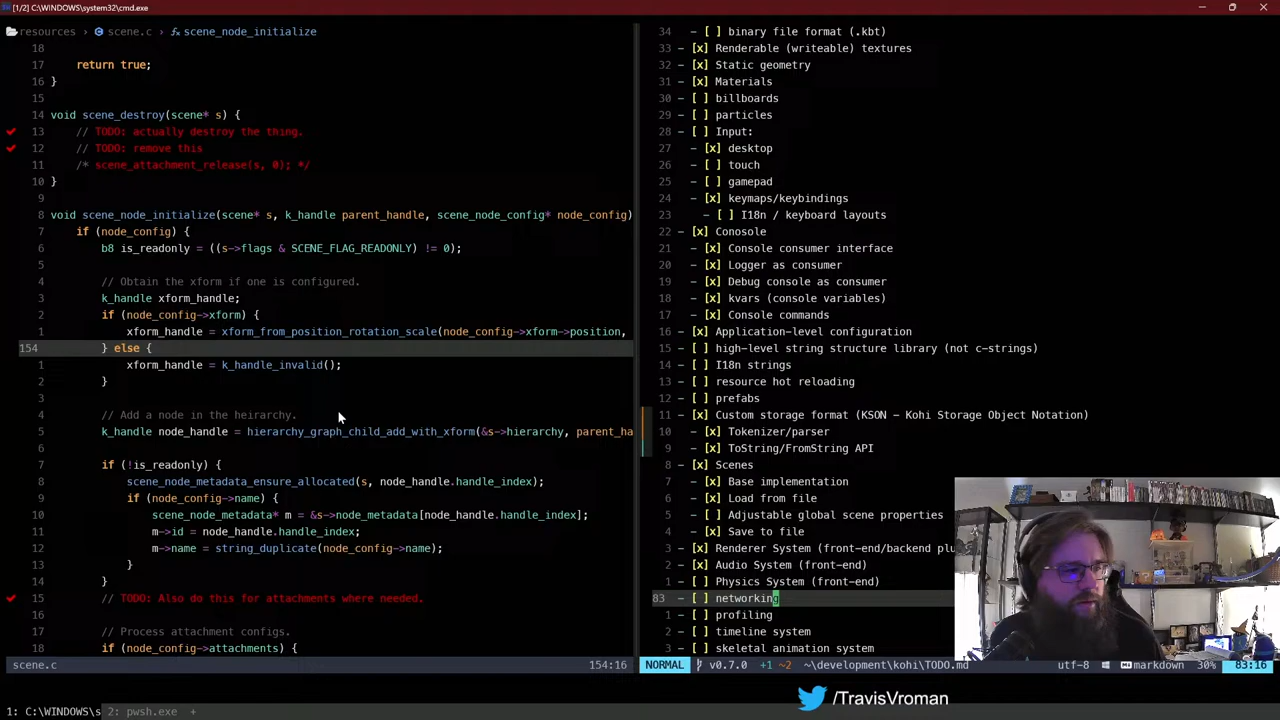 [1/2] C:\WINDOWS\system32\cmd.exe
resources > scene.c > scene_node_initialize
18
17 return true;
16 }
15
14 void scene_destroy(scene* s) {
13 // TODO: actually destroy the thing.
12 // TODO: remove this
11 /* scene_attachment_release(s, 0); */
10 }
9
8 void scene_node_initialize(scene* s, k_handle parent_handle, scene_node_config* node_config)
7 if (node_config) {
6 b8 is_readonly = ((s->flags & SCENE_FLAG_READONLY) != 0);
5
4 // Obtain the xform if one is configured.
3 k_handle xform_handle;
2 if (node_config->xform) {
1 xform_handle = xform_from_position_rotation_scale(node_config->xform->position,
154 } else {
1 xform_handle = k_handle_invalid();
2 }
3
4 // Add a node in the heirarchy.
5 k_handle node_handle = hierarchy_graph_child_add_with_xform(&s->hierarchy, parent_ha
6
7 if (!is_readonly) {
8 scene_node_metadata_ensure_allocated(s, node_handle.handle_index);
9 if (node_config->name) {
10 scene_node_metadata* m = &s->node_metadata[node_handle.handle_index];
11 m->id = node_handle.handle_index;
12 m->name = string_duplicate(node_config->name);
13 }
14 }
15 // TODO: Also do this for attachments where needed.
16
17 // Process attachment configs.
18 if (node_config->attachments) {
scene.c 154:16
34 - [ ] binary file format (.kbt)
33 - [x] Renderable (writeable) textures
32 - [x] Static geometry
31 - [x] Materials
30 - [ ] billboards
29 - [ ] particles
28 - [ ] Input:
27 - [x] desktop
26 - [ ] touch
25 - [ ] gamepad
24 - [x] keymaps/keybindings
23 - [ ] I18n / keyboard layouts
22 - [x] Conosole
21 - [x] Console consumer interface
20 - [x] Logger as consumer
19 - [x] Debug console as consumer
18 - [x] kvars (console variables)
17 - [x] Console commands
16 - [x] Application-level configuration
15 - [ ] high-level string structure library (not c-strings)
14 - [ ] I18n strings
13 - [ ] resource hot reloading
12 - [ ] prefabs
11 - [x] Custom storage format (KSON - Kohi Storage Object Notation)
10 - [x] Tokenizer/parser
9 - [x] ToString/FromString API
8 - [x] Scenes
7 - [x] Base implementation
6 - [x] Load from file
5 - [ ] Adjustable global scene properties
4 - [x] Save to file
3 - [x] Renderer System (front-end/backend plu
2 - [x] Audio System (front-end)
1 - [ ] Physics System (front-end)
83 - [ ] networking
1 - [ ] profiling
2 - [ ] timeline system
3 - [ ] skeletal animation system
NORMAL v0.7.0 +1 ~2 ~\development\kohi\TODO.md utf-8 markdown 30% 83:16
/TravisVroman
1: C:\WINDOWS\s 2: pwsh.exe +